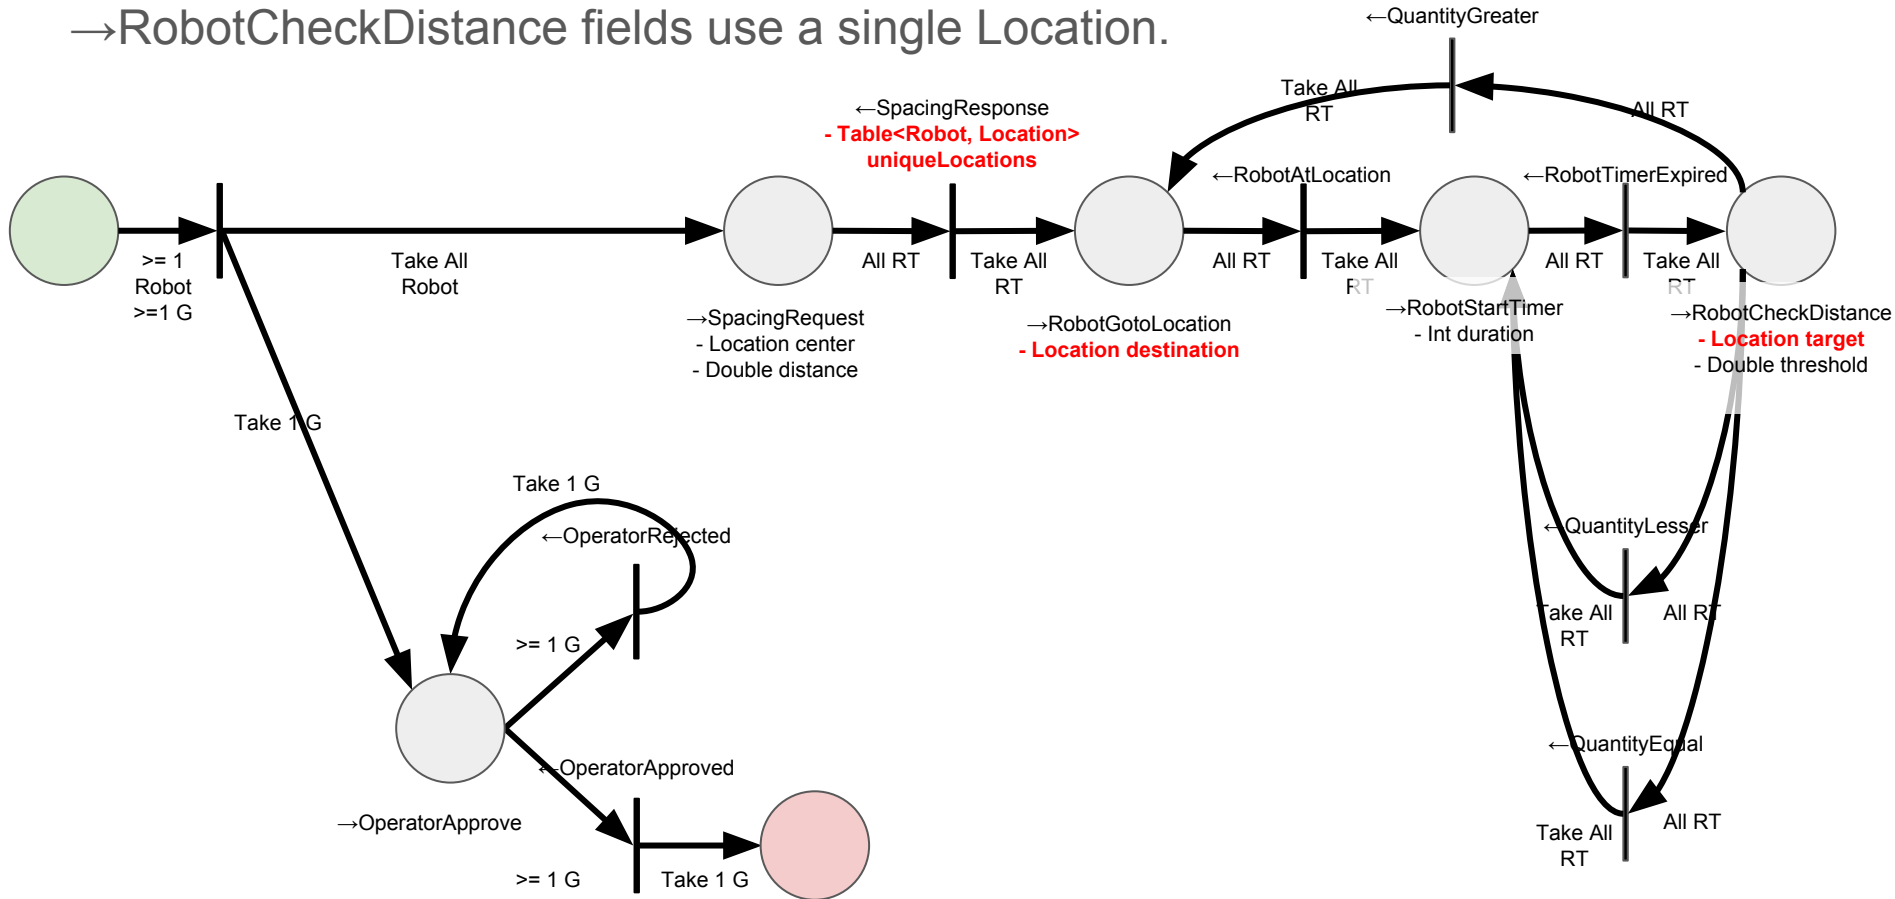 →RobotCheckDistance fields use a single Location.
←QuantityGreater
Take All
RT
All RT
←SpacingResponse
- Table<Robot, Location>
uniqueLocations
←RobotAtLocation
←RobotTimerExpired
>= 1
Robot
>=1 G
Take All
Robot
All RT
Take All
RT
All RT
Take All
RT
All RT
Take All
RT
→SpacingRequest
- Location center
- Double distance
→RobotGotoLocation
- Location destination
→RobotStartTimer
- Int duration
→RobotCheckDistance
- Location target
- Double threshold
Take 1 G
Take 1 G
←OperatorRejected
>= 1 G
←QuantityLesser
Take All
RT
All RT
←OperatorApproved
→OperatorApprove
>= 1 G
Take 1 G
←QuantityEqual
Take All
RT
All RT